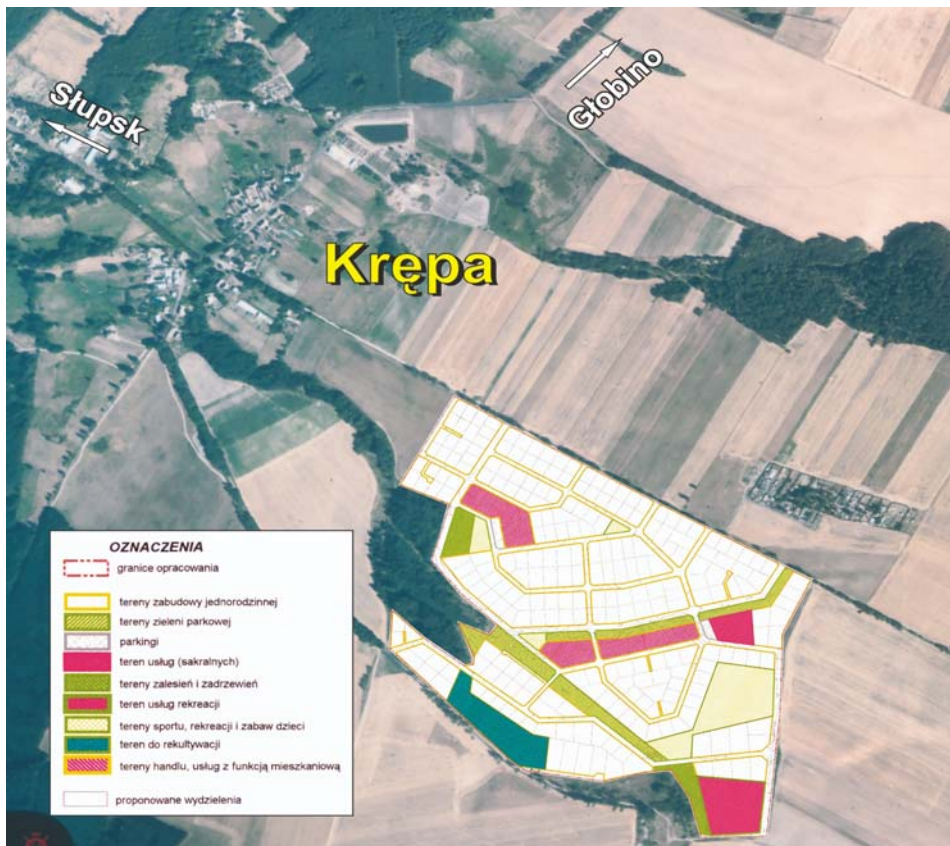 Słupsk
Głobino
Krępa
OZNACZENIA
granice opracowania
tereny zabudowy jednorodzinnej
tereny zieleni parkowej
parkingi
teren usług (sakralnych)
tereny zalesień i zadrzewień
teren usług rekreacji
tereny sportu, rekreacji i zabaw dzieci
teren do rekultywacji
tereny handlu, usług z funkcją mieszkaniową
proponowane wydzielenia